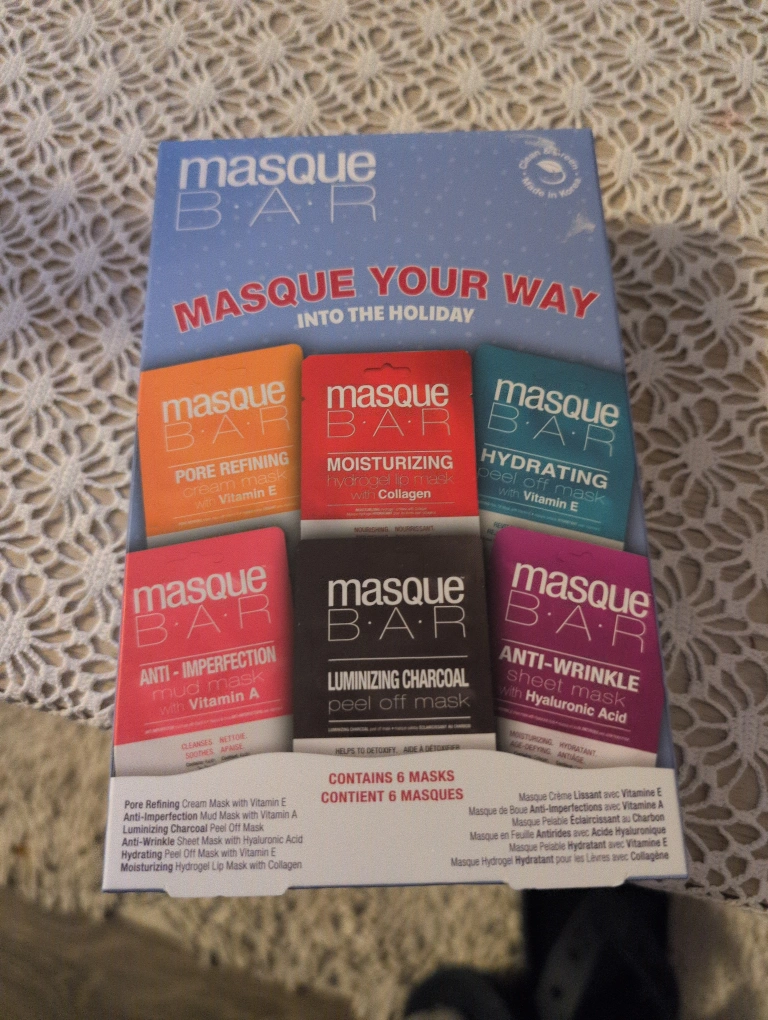 masque
B·A·R
Clean & Green
Made in Korea
MASQUE YOUR WAY
INTO THE HOLIDAY
masque
B·A·R
PORE REFINING
cream mask
with Vitamin E
masque
B·A·R
MOISTURIZING
hydrogel lip mask
with Collagen
NOURISHING. NOURRISSANT.
masque
B·A·R
HYDRATING
peel off mask
with Vitamin E
masque
B·A·R
ANTI - IMPERFECTION
mud mask
with Vitamin A
CLEANSES. NETTOIE.
SOOTHES. APAISE.
masque
B·A·R
LUMINIZING CHARCOAL
peel off mask
HELPS TO DETOXIFY. AIDE À DÉTOXIFIER.
masque
B·A·R
ANTI-WRINKLE
sheet mask
with Hyaluronic Acid
MOISTURIZING. HYDRATANT.
AGE-DEFYING. ANTIÂGE.
CONTAINS 6 MASKS
CONTIENT 6 MASQUES
Pore Refining Cream Mask with Vitamin E
Anti-Imperfection Mud Mask with Vitamin A
Luminizing Charcoal Peel Off Mask
Anti-Wrinkle Sheet Mask with Hyaluronic Acid
Hydrating Peel Off Mask with Vitamin E
Moisturizing Hydrogel Lip Mask with Collagen
Masque Crème Lissant avec Vitamine E
Masque de Boue Anti-Imperfections avec Vitamine A
Masque Pelable Éclaircissant au Charbon
Masque en Feuille Antirides avec Acide Hyaluronique
Masque Pelable Hydratant avec Vitamine E
Masque Hydrogel Hydratant pour les Lèvres avec Collagène